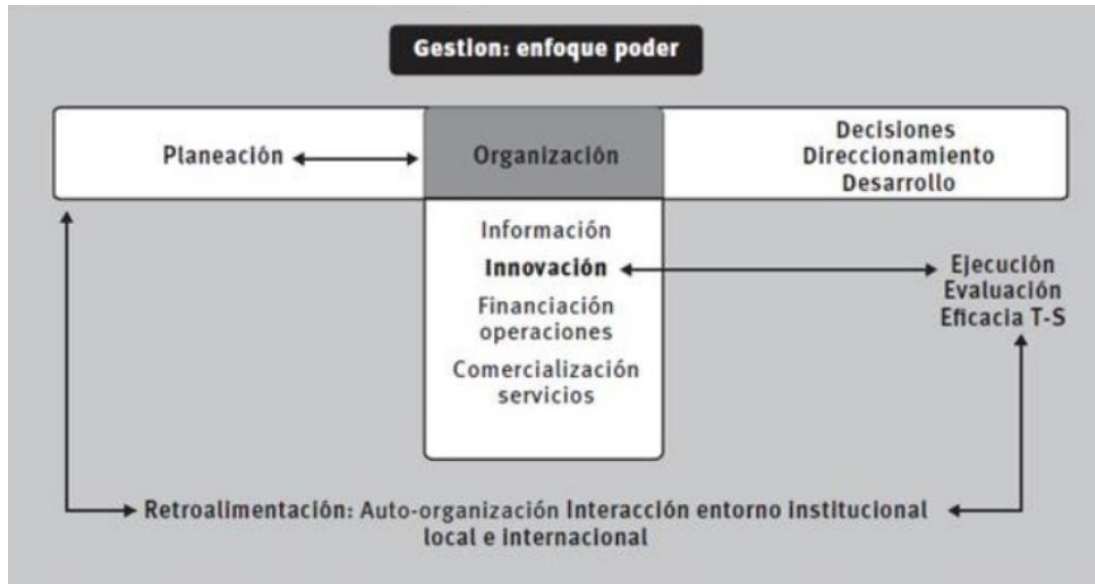 Gestion: enfoque poder
Planeación
Organización
Decisiones
Direccionamiento
Desarrollo
Información
Innovación
Financiación
operaciones
Comercialización
servicios
Ejecución
Evaluación
Eficacia T-S
Retroalimentación: Auto-organización Interacción entorno institucional
local e internacional